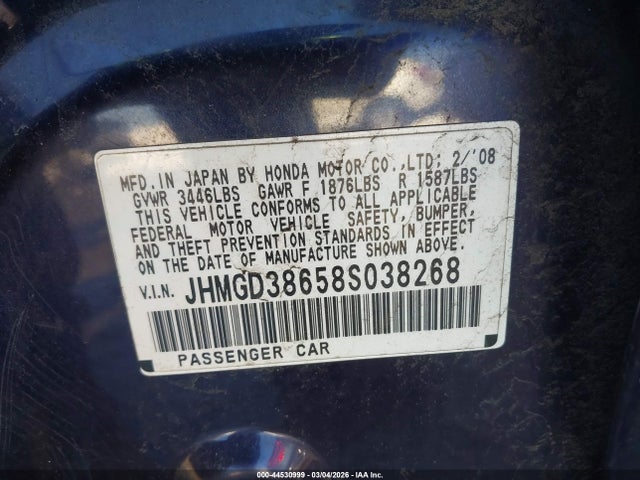 MFD. IN JAPAN BY HONDA MOTOR CO.,LTD; 2/'08
GVWR 3446LBS GAWR F 1876LBS R 1587LBS
THIS VEHICLE CONFORMS TO ALL APPLICABLE
FEDERAL MOTOR VEHICLE SAFETY, BUMPER,
AND THEFT PREVENTION STANDARDS IN EFFECT
ON THE DATE OF MANUFACTURE SHOWN ABOVE.
V.I.N. JHMGD38658S038268
PASSENGER CAR
000-44530999 - 03/04/2026 - IAA Inc.